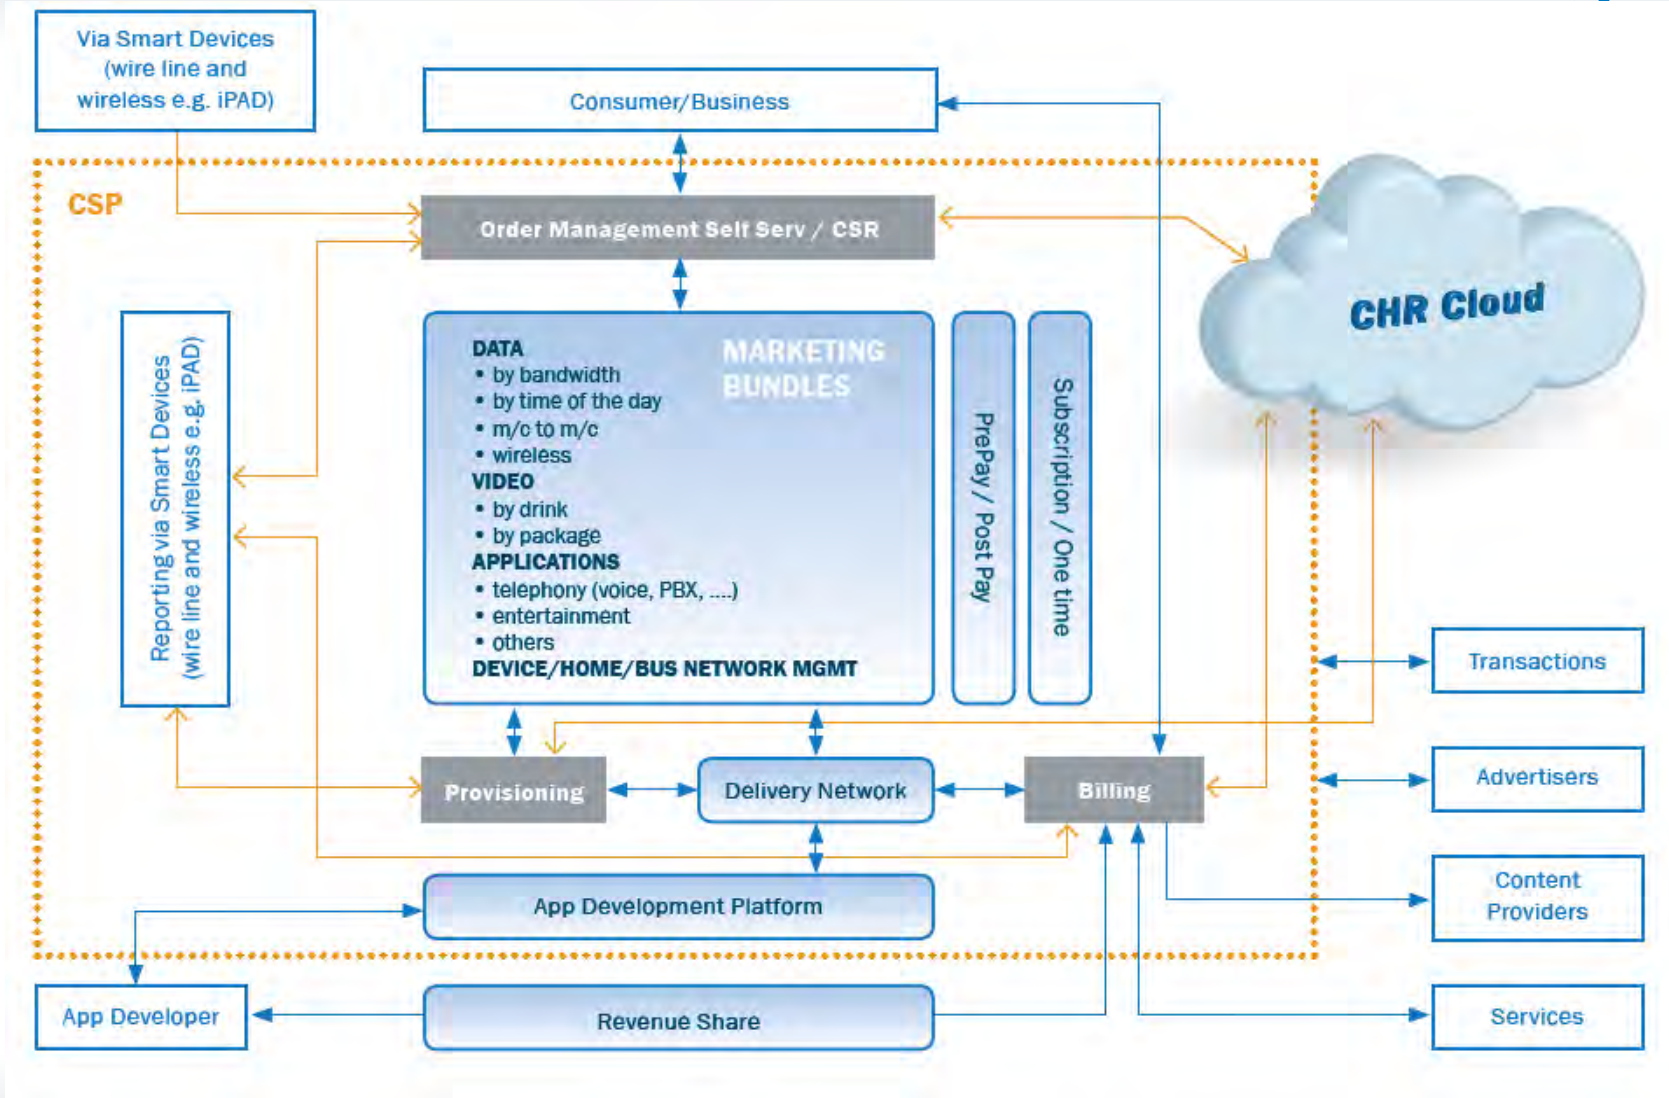 Via Smart Devices
(wire line and
wireless e.g. iPAD)
Consumer/Business
CSP
Order Management Self Serv / CSR
CHR Cloud
Reporting via Smart Devices
(wire line and wireless e.g. iPAD)
MARKETING
BUNDLES
DATA
• by bandwidth
• by time of the day
• m/c to m/c
• wireless
VIDEO
• by drink
• by package
APPLICATIONS
• telephony (voice, PBX, ....)
• entertainment
• others
DEVICE/HOME/BUS NETWORK MGMT
PrePay / Post Pay
Subscription / One time
Transactions
Provisioning
Delivery Network
Billing
Advertisers
App Development Platform
Content
Providers
App Developer
Revenue Share
Services